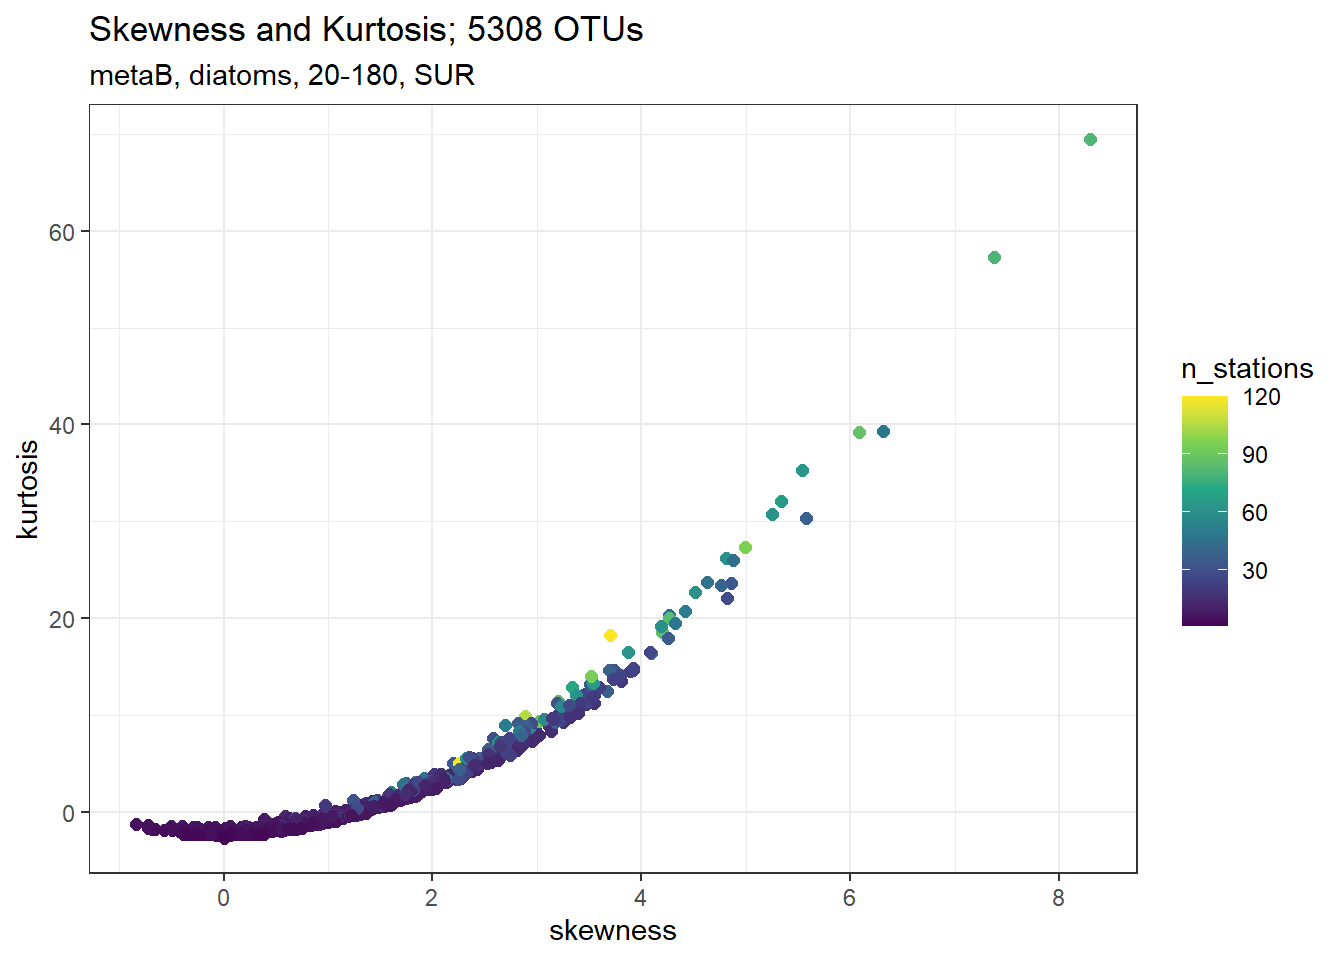 Skewness and Kurtosis; 5308 OTUs
metaB, diatoms, 20-180, SUR
kurtosis
60
40
20
0
0 2 4 6 8
skewness
n_stations
120
90
60
30